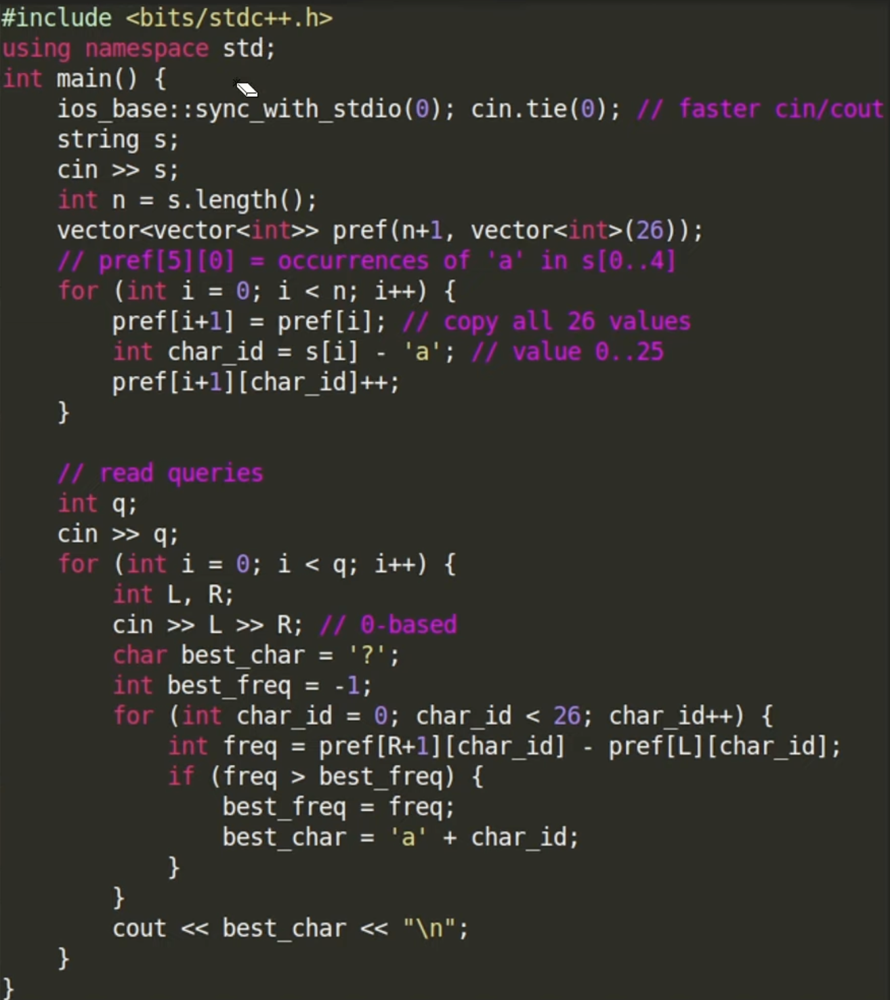 #include <bits/stdc++.h>
using namespace std;
int main() {
    ios_base::sync_with_stdio(0); cin.tie(0); // faster cin/cout
    string s;
    cin >> s;
    int n = s.length();
    vector<vector<int>> pref(n+1, vector<int>(26));
    // pref[5][0] = occurrences of 'a' in s[0..4]
    for (int i = 0; i < n; i++) {
        pref[i+1] = pref[i]; // copy all 26 values
        int char_id = s[i] - 'a'; // value 0..25
        pref[i+1][char_id]++;
    }

    // read queries
    int q;
    cin >> q;
    for (int i = 0; i < q; i++) {
        int L, R;
        cin >> L >> R; // 0-based
        char best_char = '?';
        int best_freq = -1;
        for (int char_id = 0; char_id < 26; char_id++) {
            int freq = pref[R+1][char_id] - pref[L][char_id];
            if (freq > best_freq) {
                best_freq = freq;
                best_char = 'a' + char_id;
            }
        }
        cout << best_char << "\n";
    }
}